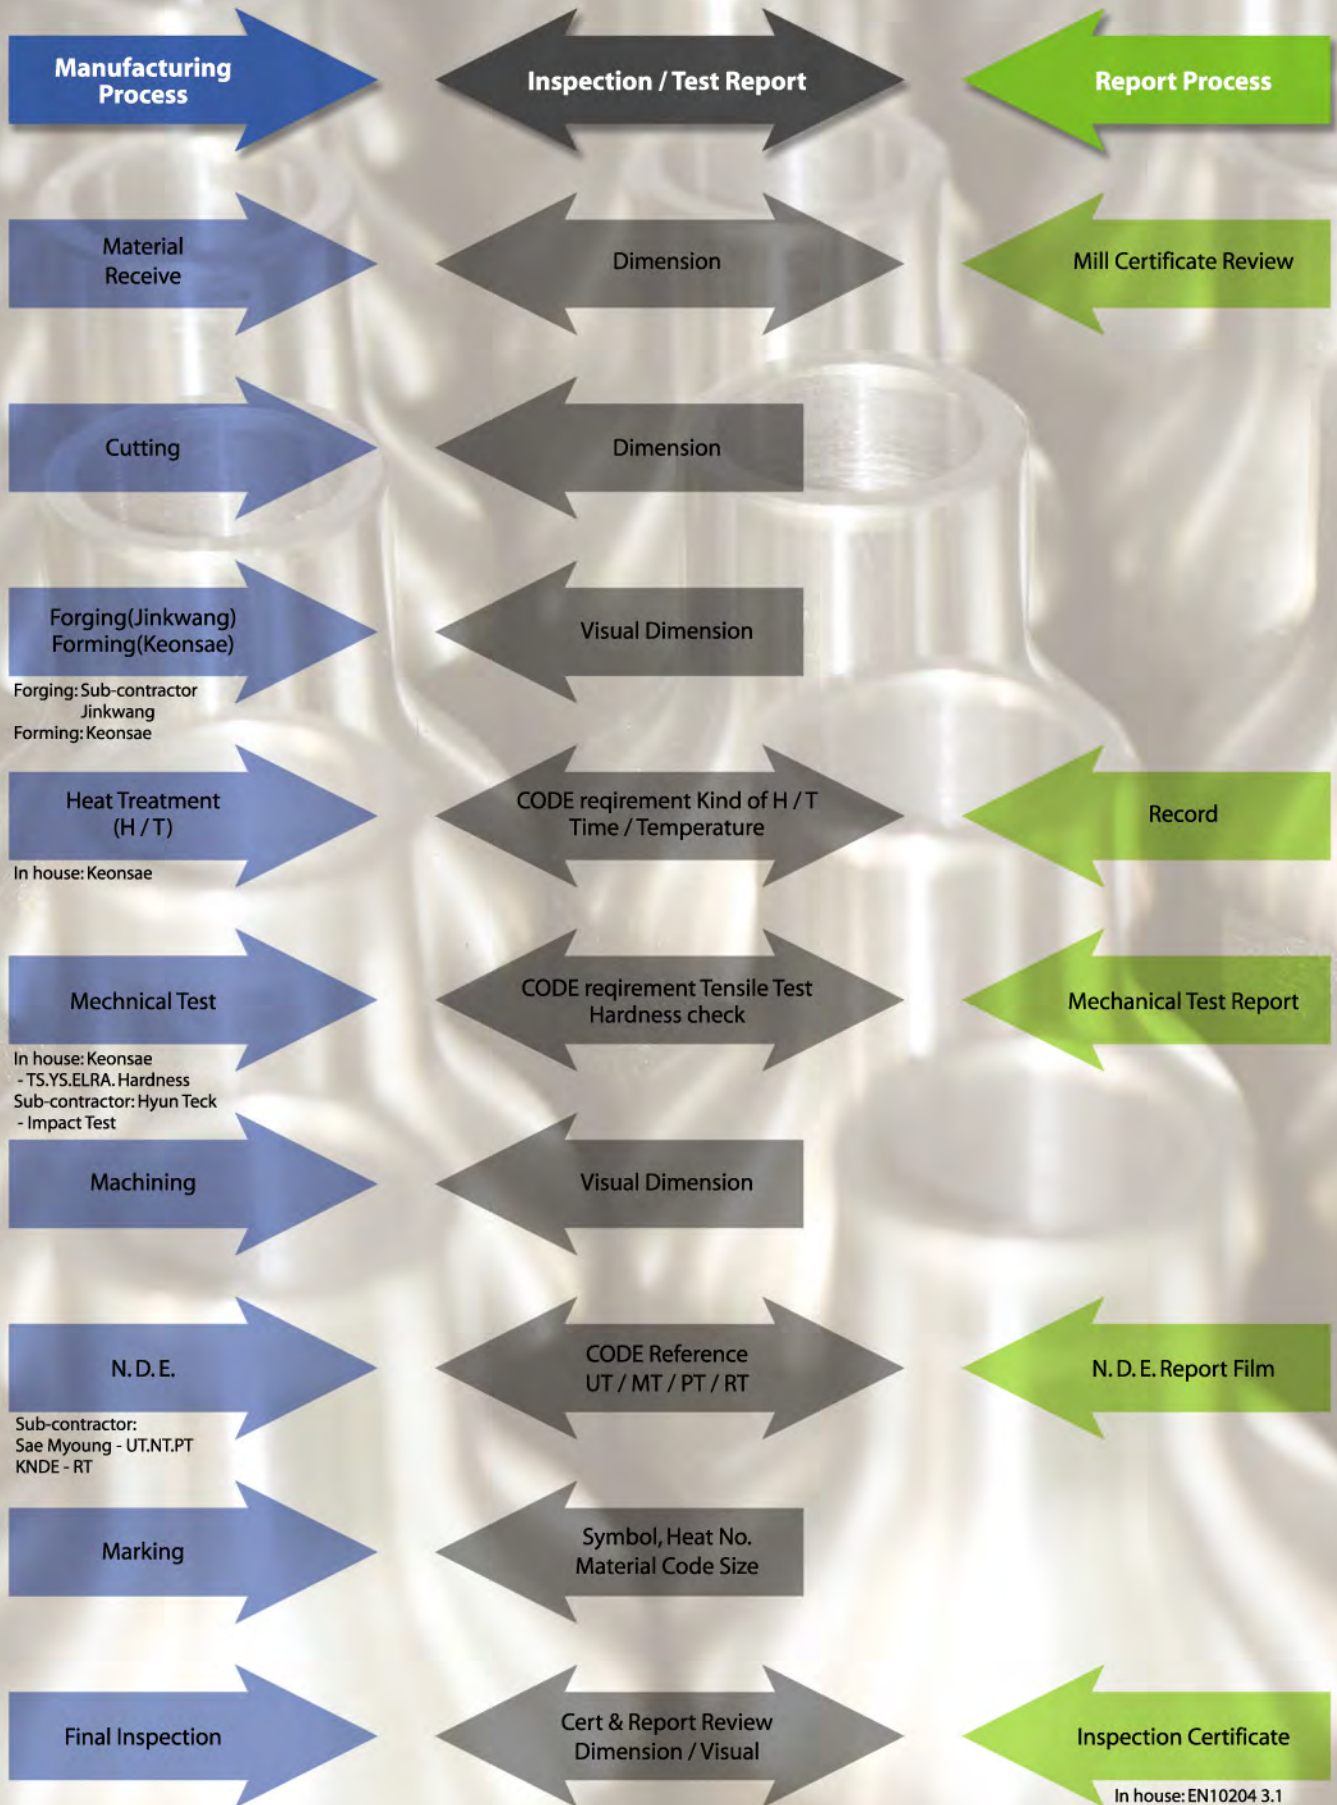 Manufacturing
Process
Inspection / Test Report
Report Process
Material
Receive
Dimension
Mill Certificate Review
Cutting
Dimension
Forging(Jinkwang)
Forming(Keonsae)
Visual Dimension
Forging: Sub-contractor
Jinkwang
Forming: Keonsae
Heat Treatment
(H / T)
CODE reqirement Kind of H / T
Time / Temperature
Record
In house: Keonsae
Mechnical Test
CODE reqirement Tensile Test
Hardness check
Mechanical Test Report
In house: Keonsae
- TS.YS.ELRA. Hardness
Sub-contractor: Hyun Teck
- Impact Test
Machining
Visual Dimension
N. D. E.
CODE Reference
UT / MT / PT / RT
N. D. E. Report Film
Sub-contractor:
Sae Myoung - UT.NT.PT
KNDE - RT
Marking
Symbol, Heat No.
Material Code Size
Final Inspection
Cert & Report Review
Dimension / Visual
Inspection Certificate
In house: EN10204 3.1